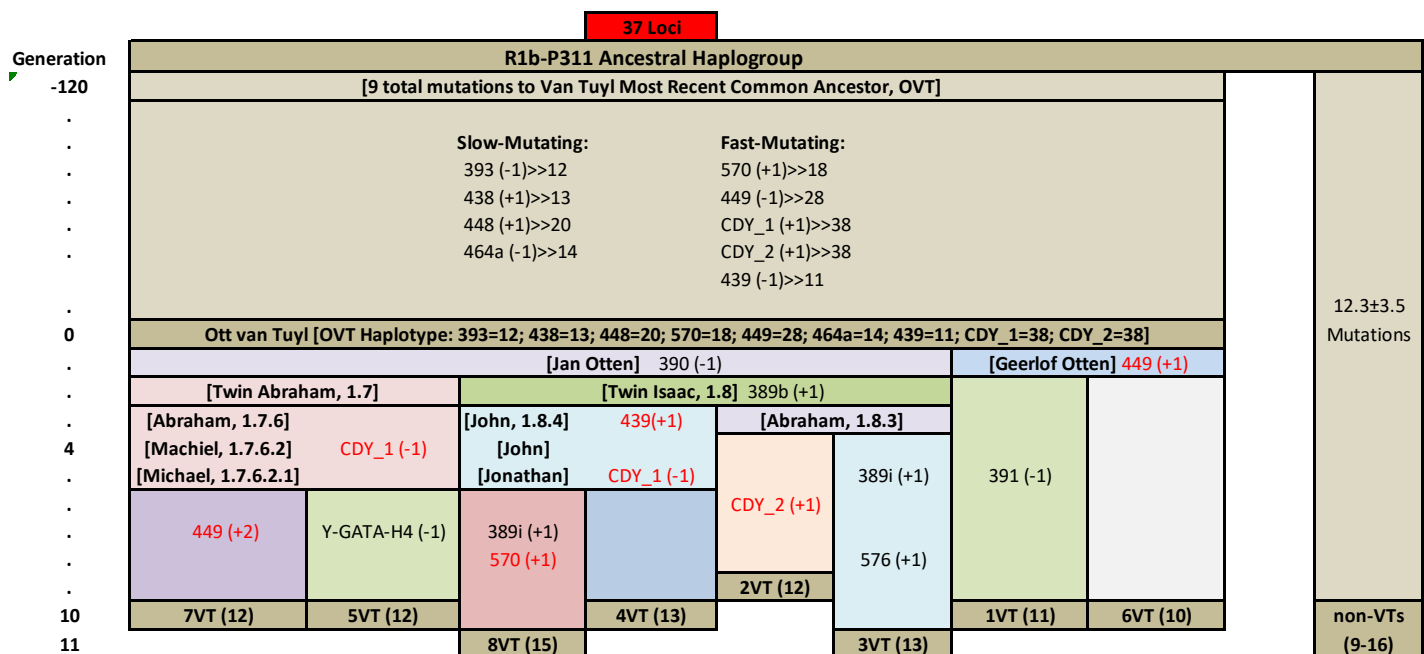 37 Loci
Generation
R1b-P311 Ancestral Haplogroup
-120
[9 total mutations to Van Tuyl Most Recent Common Ancestor, OVT]
.
. Slow-Mutating: Fast-Mutating:
. 393 (-1)>>12 570 (+1)>>18
. 438 (+1)>>13 449 (-1)>>28
. 448 (+1)>>20 CDY_1 (+1)>>38
. 464a (-1)>>14 CDY_2 (+1)>>38
439 (-1)>>11
. 12.3±3.5
0 Ott van Tuyl [OVT Haplotype: 393=12; 438=13; 448=20; 570=18; 449=28; 464a=14; 439=11; CDY_1=38; CDY_2=38] Mutations
. [Jan Otten] 390 (-1) [Geerlof Otten] 449 (+1)
. [Twin Abraham, 1.7] [Twin Isaac, 1.8] 389b (+1)
. [Abraham, 1.7.6] [John, 1.8.4] 439(+1) [Abraham, 1.8.3]
4 [Machiel, 1.7.6.2] CDY_1 (-1) [John]
. [Michael, 1.7.6.2.1] [Jonathan] CDY_1 (-1) 389i (+1) 391 (-1)
. CDY_2 (+1)
. 449 (+2) Y-GATA-H4 (-1) 389i (+1)
. 570 (+1) 576 (+1)
. 2VT (12)
10 7VT (12) 5VT (12) 4VT (13) 1VT (11) 6VT (10) non-VTs
11 8VT (15) 3VT (13) (9-16)